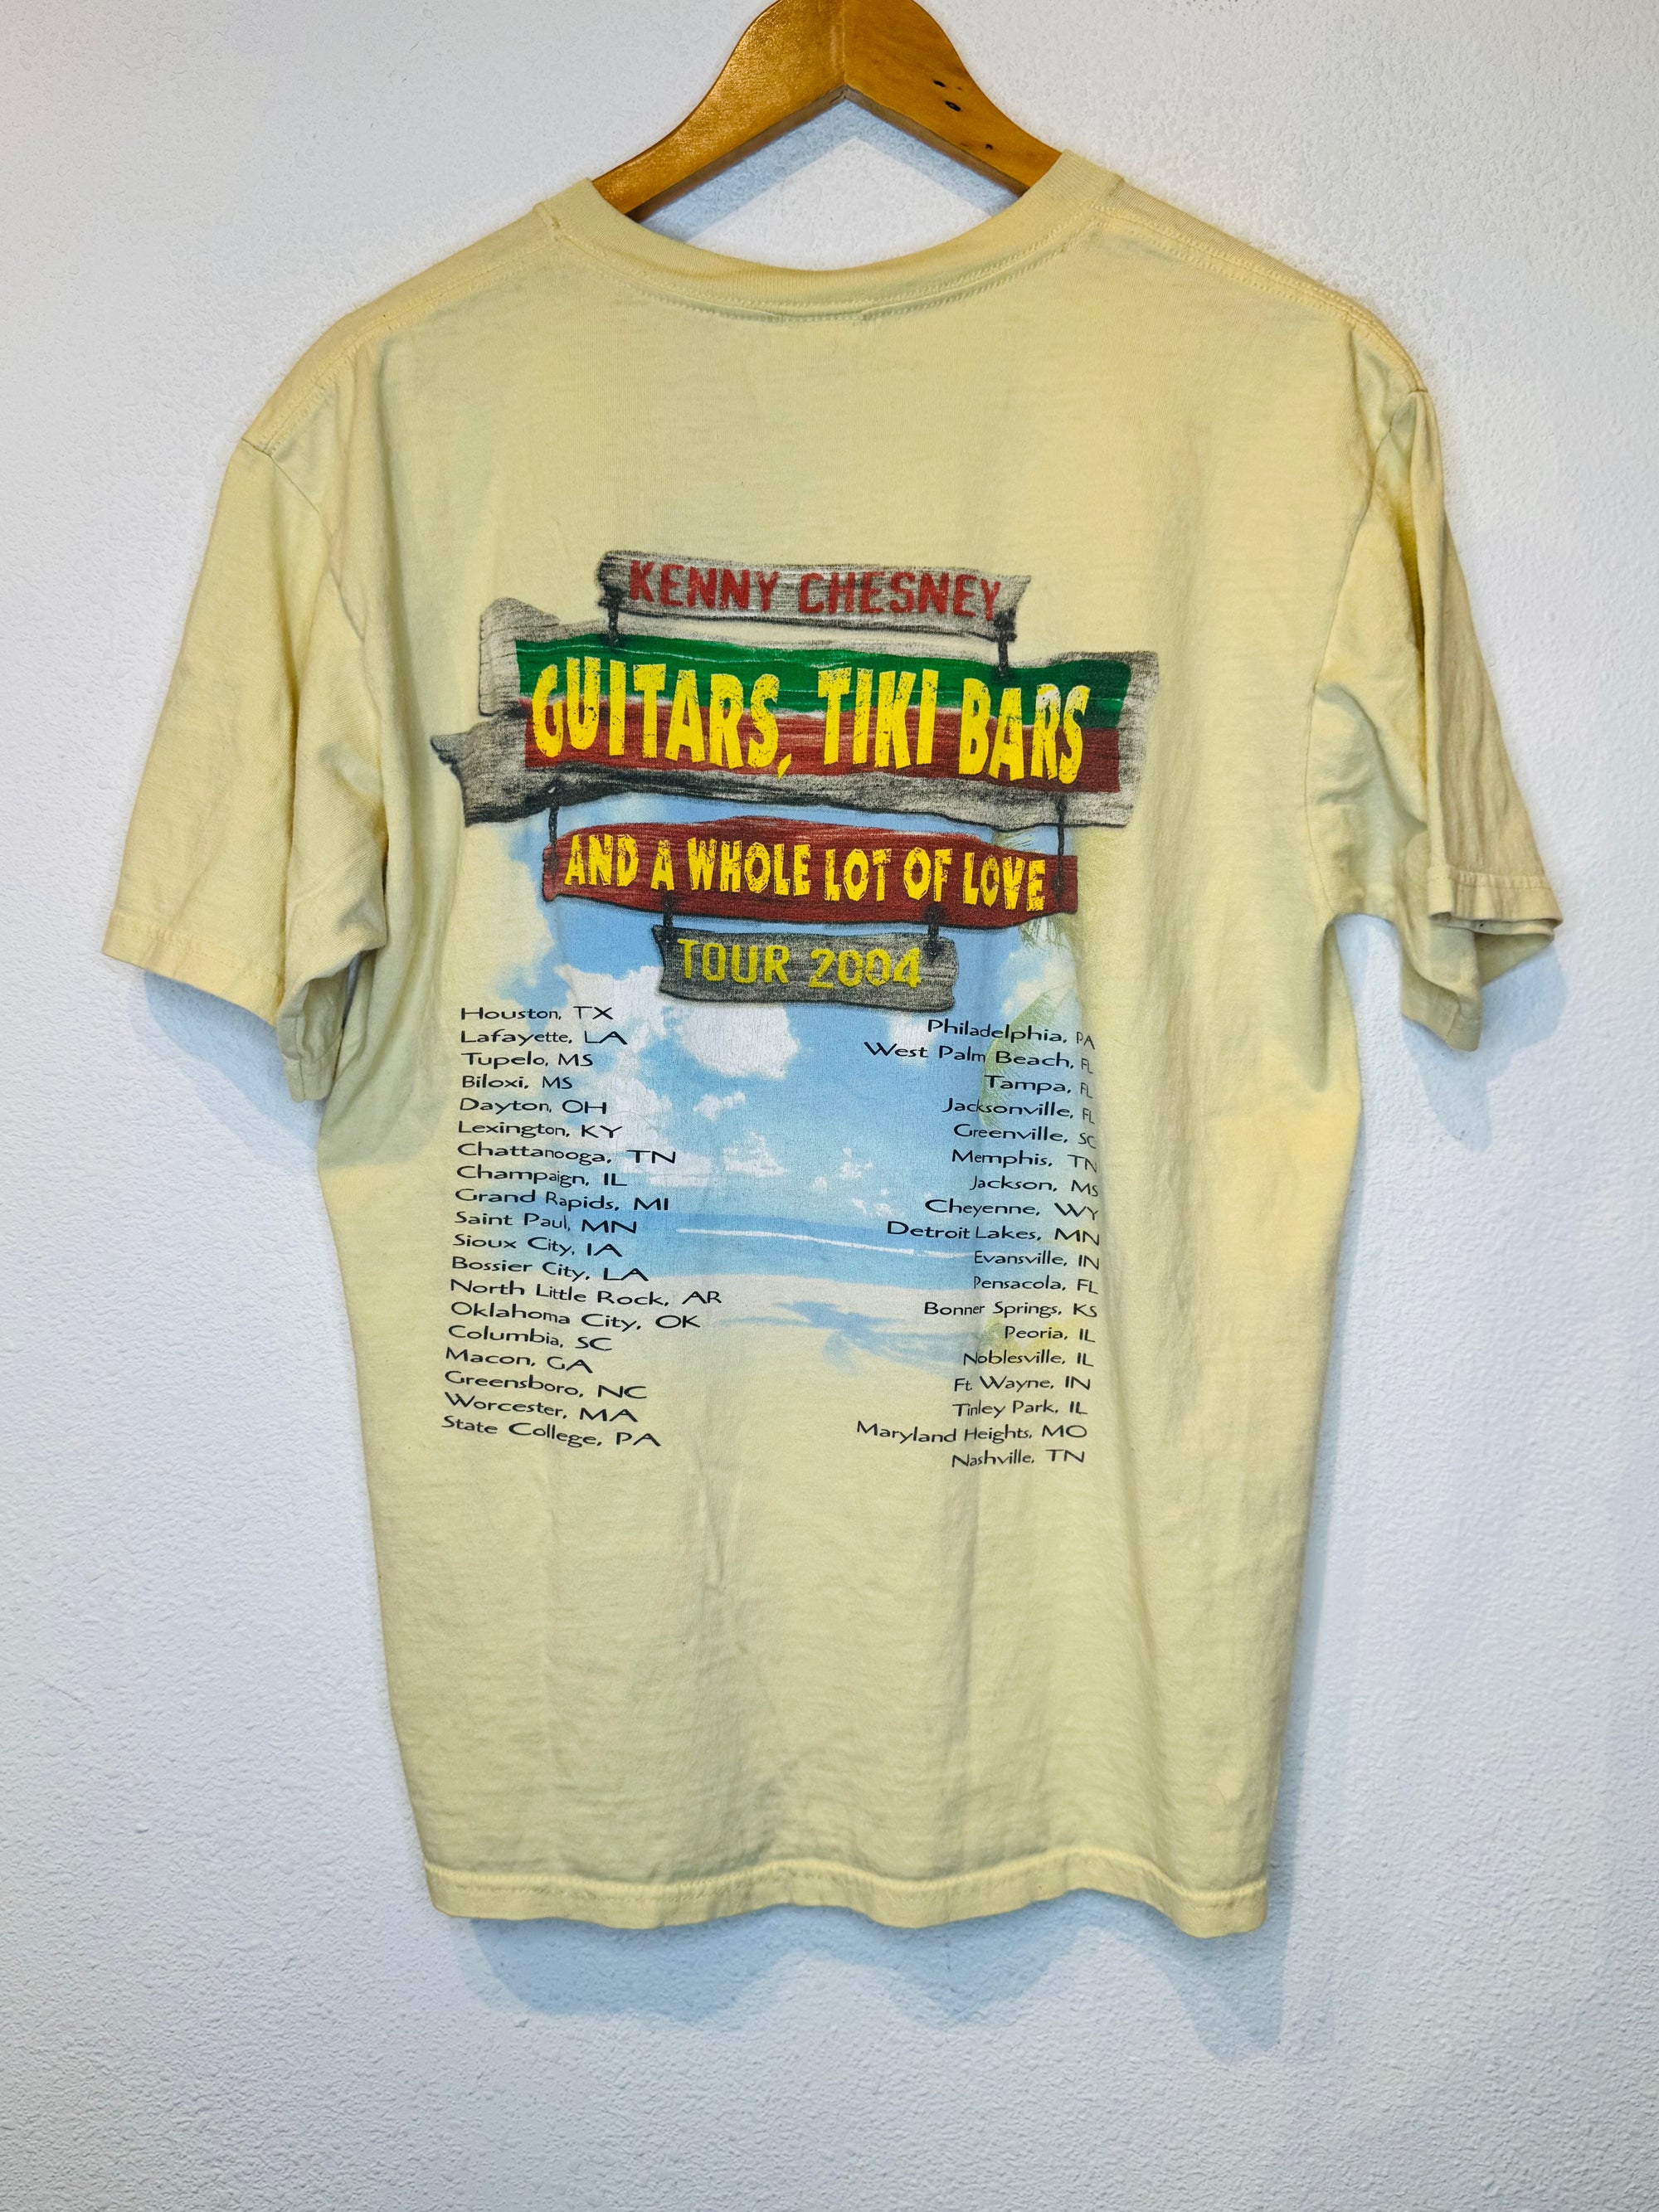 KENNY CHESNEY
GUITARS, TIKI BARS
AND A WHOLE LOT OF LOVE
TOUR 2004
Houston, TX
Lafayette, LA
Tupelo, MS
Biloxi, MS
Dayton, OH
Lexington, KY
Chattanooga, TN
Champaign, IL
Grand Rapids, MI
Saint Paul, MN
Sioux City, IA
Bossier City, LA
North Little Rock, AR
Oklahoma City, OK
Columbia, SC
Macon, GA
Greensboro, NC
Worcester, MA
State College, PA
Philadelphia, PA
West Palm Beach, FL
Tampa, FL
Jacksonville, FL
Greenville, SC
Memphis, TN
Jackson, MS
Cheyenne, WY
Detroit Lakes, MN
Evansville, IN
Pensacola, FL
Bonner Springs, KS
Peoria, IL
Noblesville, IL
Ft. Wayne, IN
Tinley Park, IL
Maryland Heights, MO
Nashville, TN